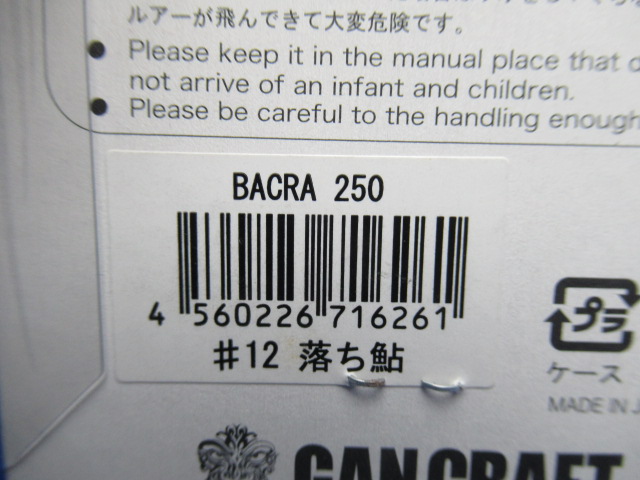 ルアーが飛んできて大変危険です。
● Please keep it in the manual place that d
not arrive of an infant and children.
● Please be careful to the handling enough
BACRA 250
4 560226 716261
#12 落ち鮎
プラ
ケース
MADE IN J
GAN CRAFT